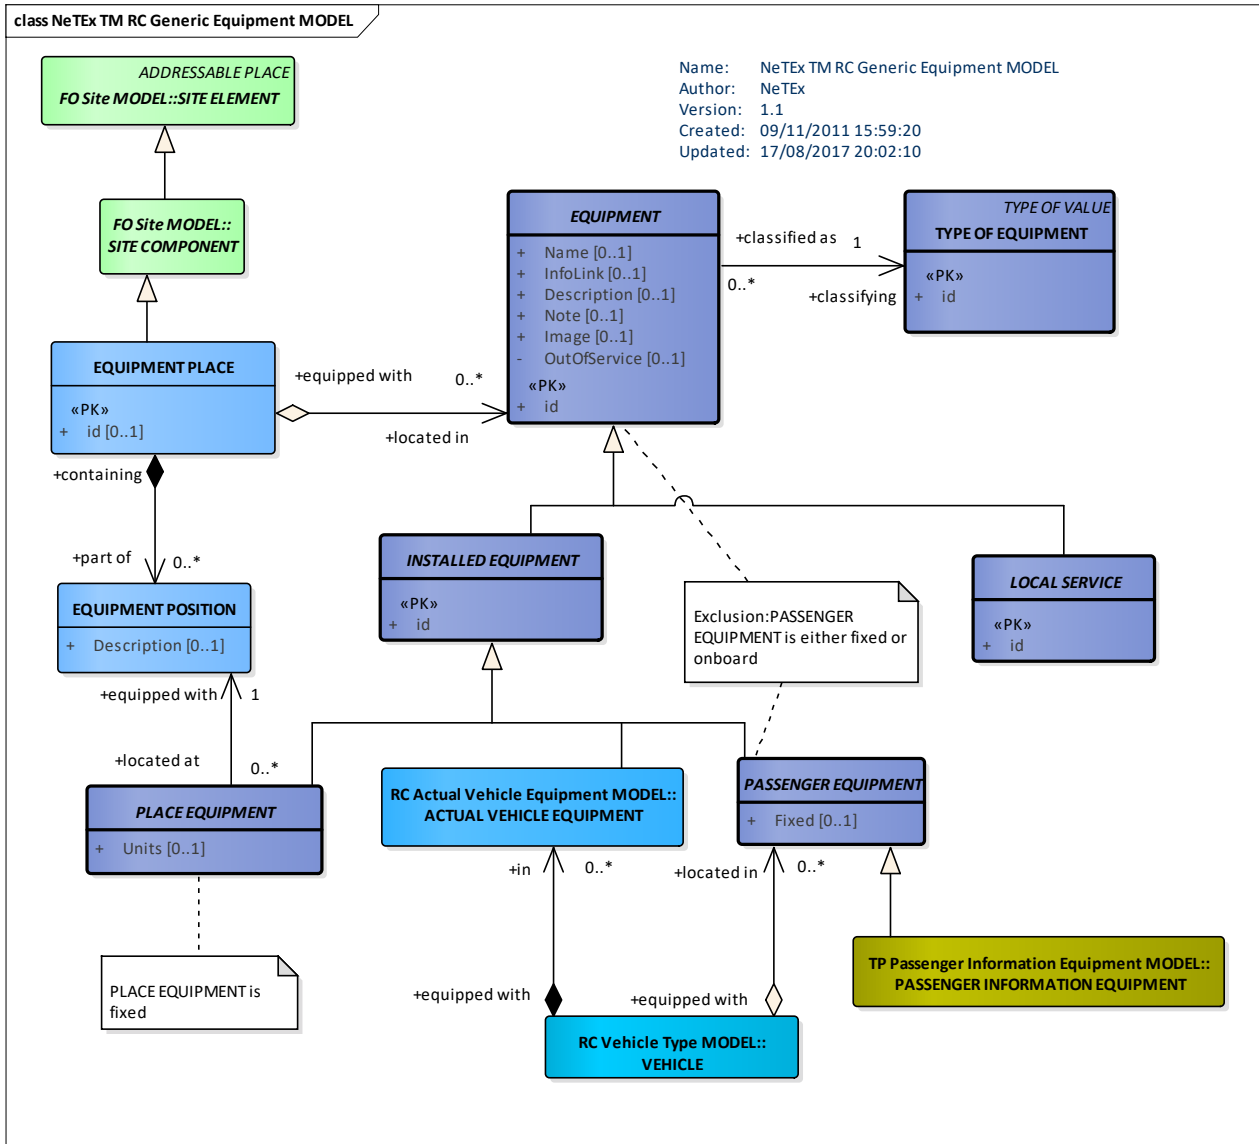 class NeTEx TM RC Generic Equipment MODEL
ADDRESSABLE PLACE
FO Site MODEL::SITE ELEMENT
Name: NeTEx TM RC Generic Equipment MODEL
Author: NeTEx
Version: 1.1
Created: 09/11/2011 15:59:20
Updated: 17/08/2017 20:02:10
FO Site MODEL::
SITE COMPONENT
EQUIPMENT
+ Name [0..1]
+ InfoLink [0..1]
+ Description [0..1]
+ Note [0..1]
+ Image [0..1]
- OutOfService [0..1]
«PK»
+ id
+classified as 1
0..*
+classifying
TYPE OF VALUE
TYPE OF EQUIPMENT
«PK»
+ id
EQUIPMENT PLACE
«PK»
+ id [0..1]
+equipped with 0..*
+located in
+containing
+part of 0..*
EQUIPMENT POSITION
+ Description [0..1]
+equipped with 1
+located at 0..*
INSTALLED EQUIPMENT
«PK»
+ id
Exclusion:PASSENGER
EQUIPMENT is either fixed or
onboard
LOCAL SERVICE
«PK»
+ id
PLACE EQUIPMENT
+ Units [0..1]
RC Actual Vehicle Equipment MODEL::
ACTUAL VEHICLE EQUIPMENT
PASSENGER EQUIPMENT
+ Fixed [0..1]
+in 0..*
+located in 0..*
PLACE EQUIPMENT is
fixed
+equipped with
+equipped with
TP Passenger Information Equipment MODEL::
PASSENGER INFORMATION EQUIPMENT
RC Vehicle Type MODEL::
VEHICLE